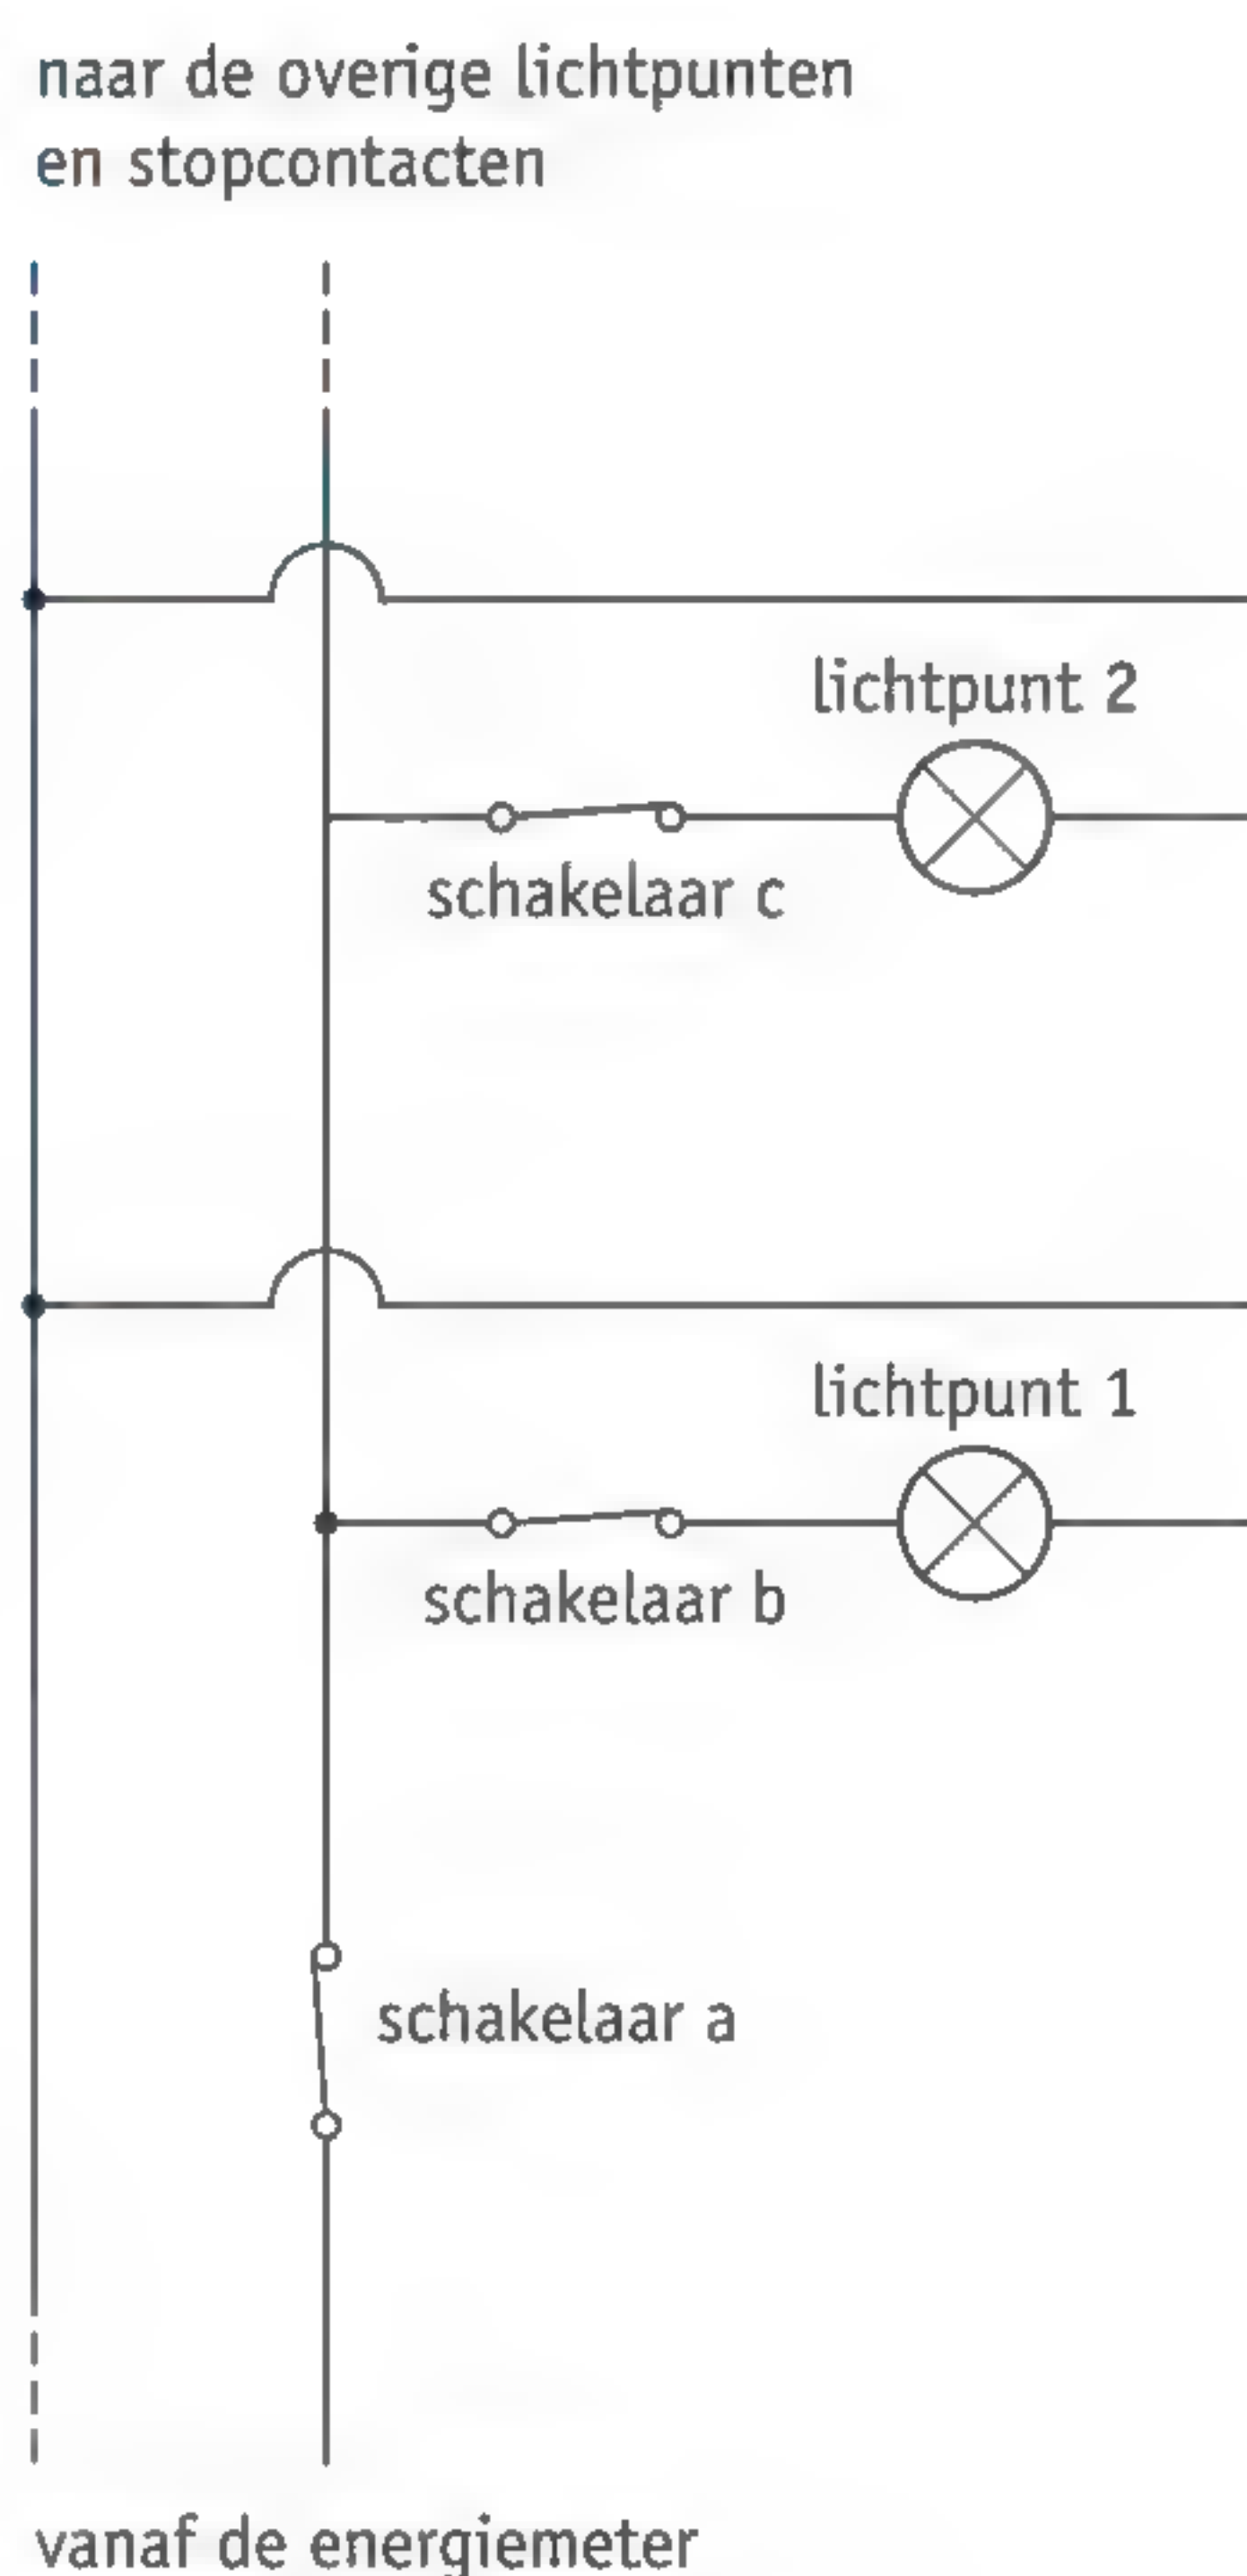 naar de overige lichtpunten
en stopcontacten
lichtpunt 2
schakelaar c
lichtpunt 1
schakelaar b
schakelaar a
vanaf de energiemeter